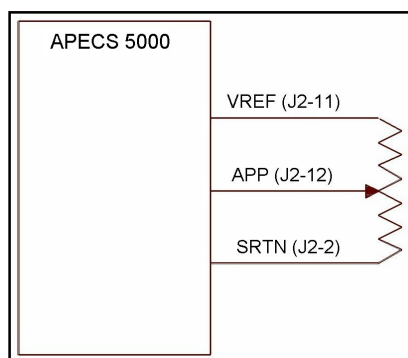 APECS 5000
VREF (J2-11)
APP (J2-12)
SRTN (J2-2)